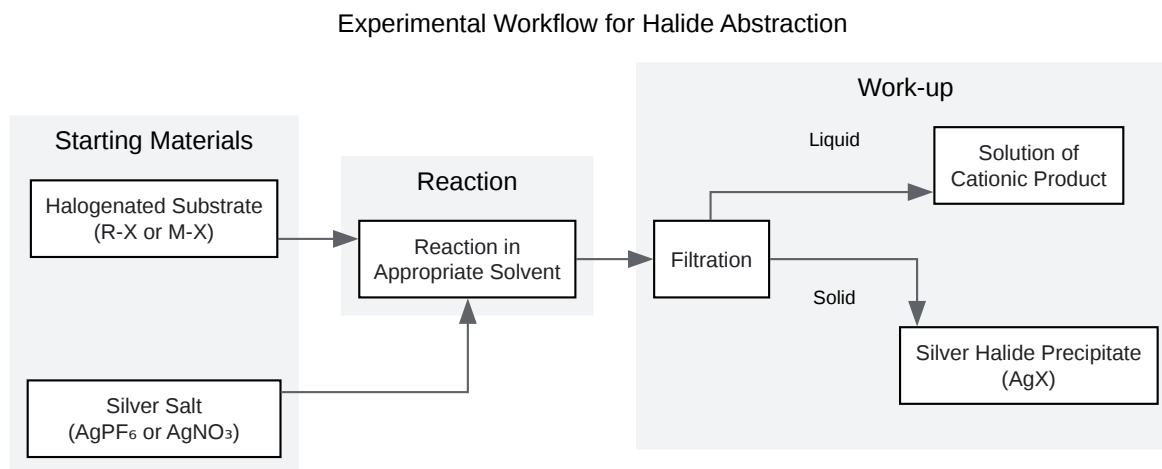 Experimental Workflow for Halide Abstraction
Starting Materials
Halogenated Substrate
(R-X or M-X)
Silver Salt
(AgPF₆ or AgNO₃)
Reaction
Reaction in
Appropriate Solvent
Work-up
Filtration
Liquid
Solution of
Cationic Product
Solid
Silver Halide Precipitate
(AgX)